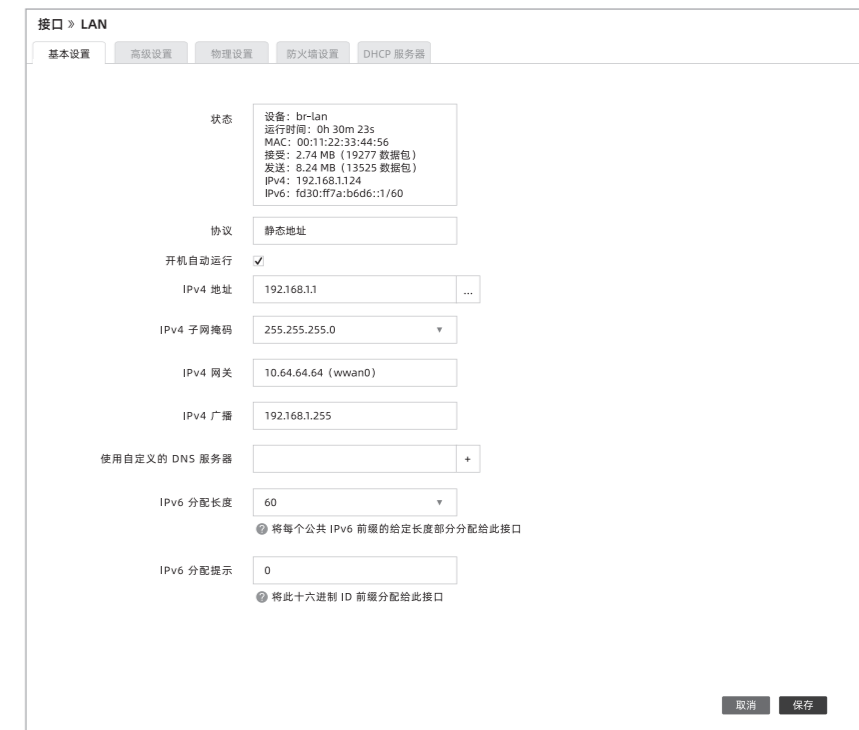 接口 » LAN
基本设置 高级设置 物理设置 防火墙设置 DHCP 服务器
状态
设备：br-lan
运行时间：0h 30m 23s
MAC：00:11:22:33:44:56
接受：2.74 MB（19277 数据包）
发送：8.24 MB（13525 数据包）
IPv4：192.168.1.124
IPv6：fd30:ff7a:b6d6::1/60
协议 静态地址
开机自动运行
IPv4 地址 192.168.1.1 ...
IPv4 子网掩码 255.255.255.0
IPv4 网关 10.64.64.64（wwan0）
IPv4 广播 192.168.1.255
使用自定义的 DNS 服务器 +
IPv6 分配长度 60
? 将每个公共 IPv6 前缀的给定长度部分分配给此接口
IPv6 分配提示 0
? 将此十六进制 ID 前缀分配给此接口
取消 保存